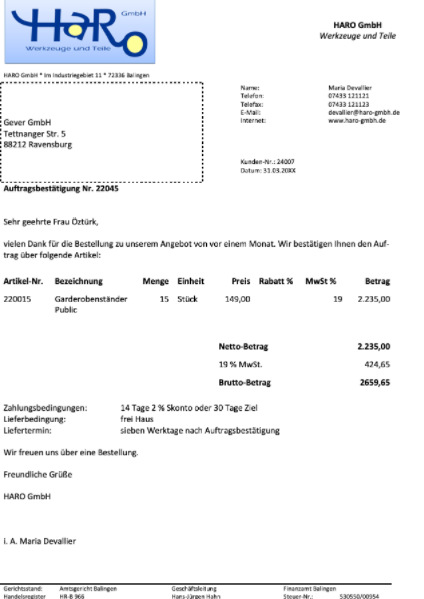 GmbH
HaRo
Werkzeuge und Teile
HARO GmbH
Werkzeuge und Teile
HARO GmbH * Im Industriegebiet 11 * 72336 Balingen
Name: Maria Devallier
Telefon: 07433 121121
Telefax: 07433 121123
E-Mail: devallier@haro-gmbh.de
Internet: www.haro-gmbh.de
Gever GmbH
Tettnanger Str. 5
88212 Ravensburg
Kunden-Nr.: 24007
Datum: 31.03.20XX
Auftragsbestätigung Nr. 22045
Sehr geehrte Frau Öztürk,
vielen Dank für die Bestellung zu unserem Angebot von vor einem Monat. Wir bestätigen Ihnen den Auf-
trag über folgende Artikel:
Artikel-Nr. Bezeichnung Menge Einheit Preis Rabatt % MwSt % Betrag
220015 Garderobenständer 15 Stück 149,00 19 2.235,00
Public
Netto-Betrag 2.235,00
19 % MwSt. 424,65
Brutto-Betrag 2659,65
Zahlungsbedingungen: 14 Tage 2 % Skonto oder 30 Tage Ziel
Lieferbedingung: frei Haus
Liefertermin: sieben Werktage nach Auftragsbestätigung
Wir freuen uns über eine Bestellung.
Freundliche Grüße
HARO GmbH
i. A. Maria Devallier
Gerichtsstand: Amtsgericht Balingen Geschäftsleitung Finanzamt Balingen
Handelsregister HR-B 966 Hans-Jürgen Hahn Steuer-Nr.: 530550/00954